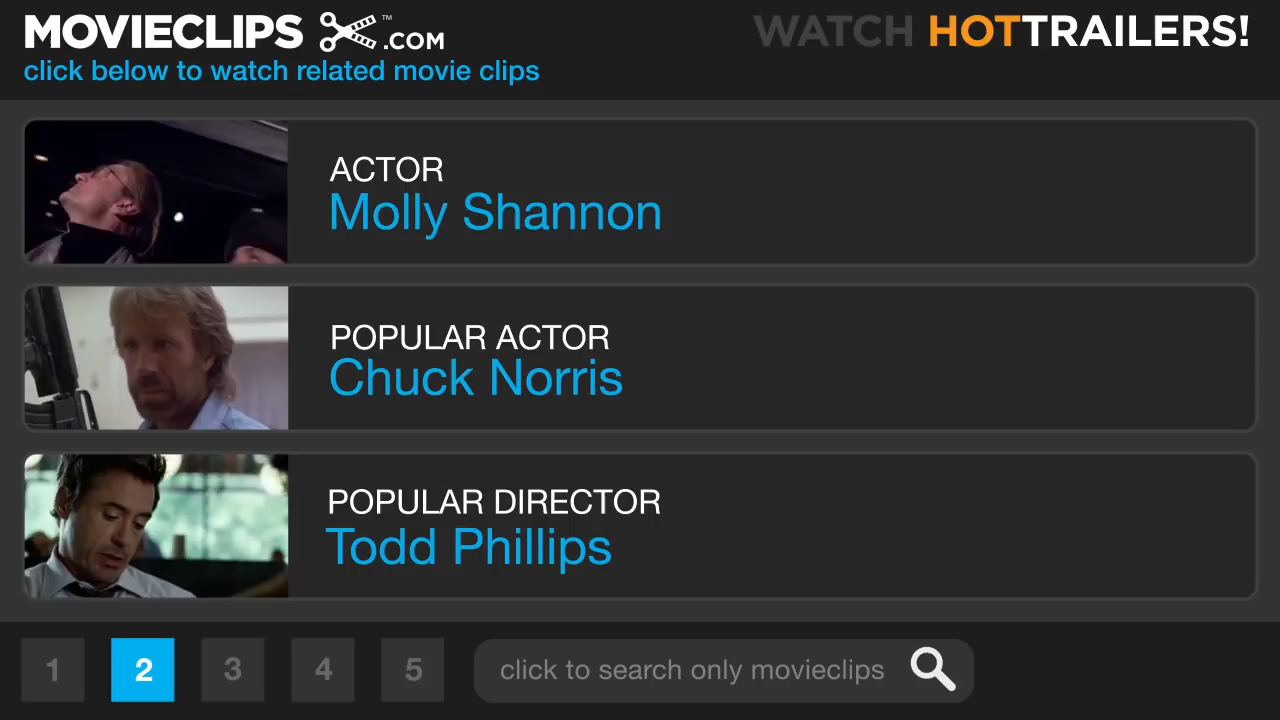 MOVIECLIPS ™ .COM
WATCH HOTTRAILERS!
click below to watch related movie clips
ACTOR
Molly Shannon
POPULAR ACTOR
Chuck Norris
POPULAR DIRECTOR
Todd Phillips
1 2 3 4 5 click to search only movieclips